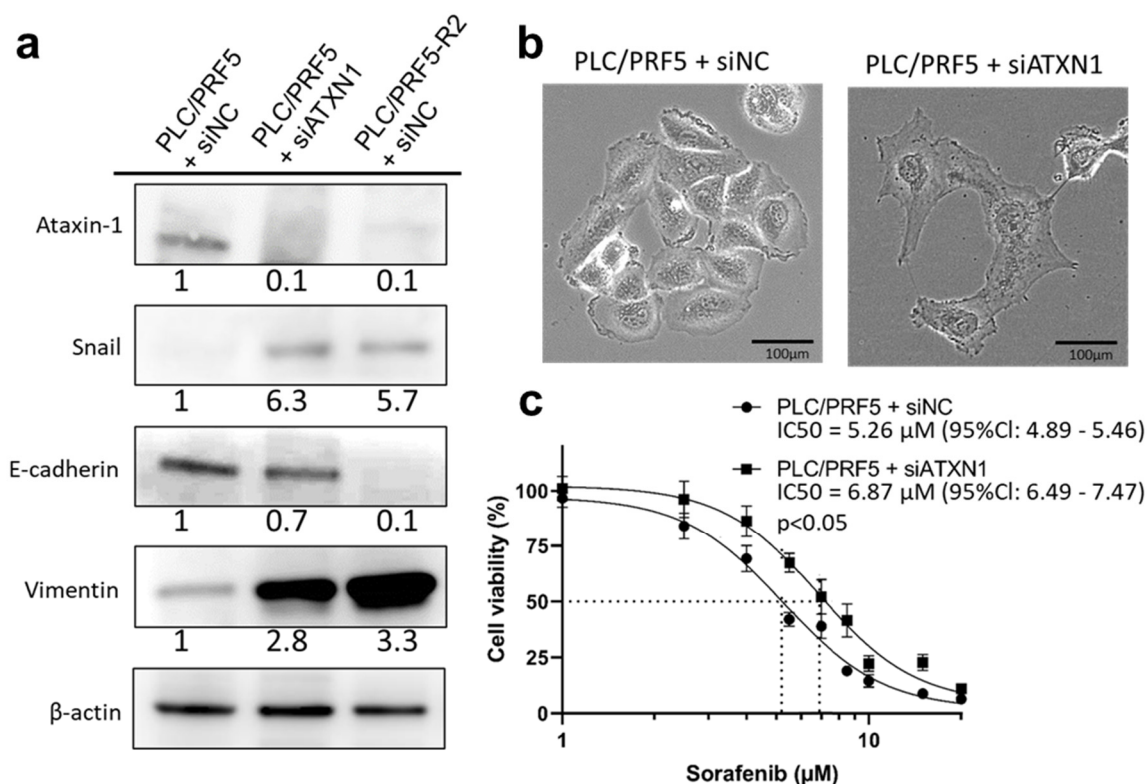 a
PLC/PRF5
+ siNC
PLC/PRF5
+ siATXN1
PLC/PRF5-R2
+ siNC
Ataxin-1
1 0.1 0.1
Snail
1 6.3 5.7
E-cadherin
1 0.7 0.1
Vimentin
1 2.8 3.3
β-actin
b
PLC/PRF5 + siNC
100µm
PLC/PRF5 + siATXN1
100µm
c
PLC/PRF5 + siNC
IC50 = 5.26 µM (95%Cl: 4.89 - 5.46)
PLC/PRF5 + siATXN1
IC50 = 6.87 µM (95%Cl: 6.49 - 7.47)
p<0.05
Cell viability (%)
100
75
50
25
0
1 10
Sorafenib (µM)